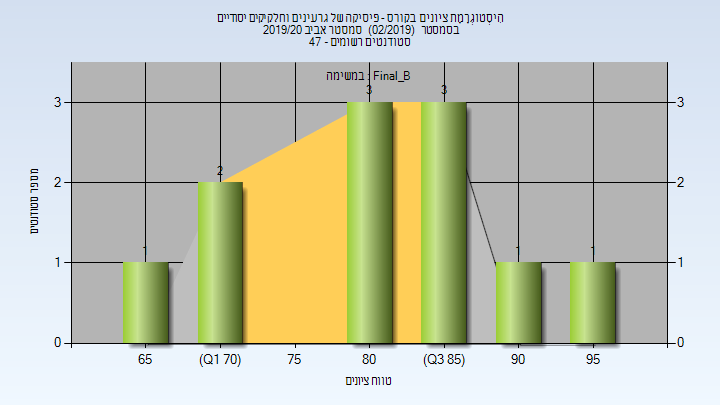 היסטוגרמת ציונים בקורס - פיסיקה של גרעינים וחלקיקים יסודיים
בסמסטר (02/2019) סמסטר אביב 2019/20
סטודנטים רשומים - 47
במשימה : Final_B
3 3
3 3
2
2 2
מספר סטודנטים
1 1 1
1 1
0 0
65 (Q1 70) 75 80 (Q3 85) 90 95
טווח ציונים